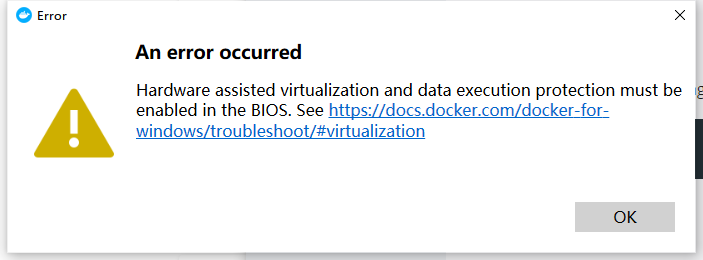 Error
An error occurred
Hardware assisted virtualization and data execution protection must be
enabled in the BIOS. See https://docs.docker.com/docker-for-
windows/troubleshoot/#virtualization
OK